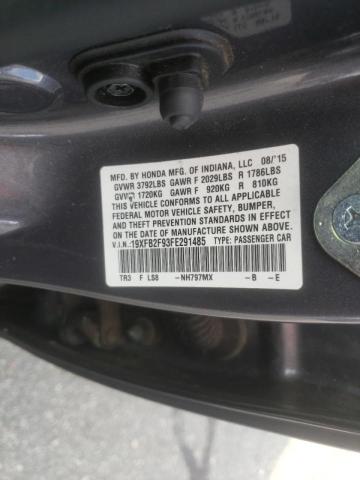 MFD. BY HONDA MFG. OF INDIANA, LLC 08/'15
GVWR 3792LBS GAWR F 2029LBS R 1786LBS
GVWR 1720KG GAWR F 920KG R 810KG
THIS VEHICLE CONFORMS TO ALL APPLICABLE
FEDERAL MOTOR VEHICLE SAFETY, BUMPER,
AND THEFT PREVENTION STANDARDS IN EFFECT
ON THE DATE OF MANUFACTURE SHOWN ABOVE.
V.I.N.:19XFB2F93FE291485 TYPE: PASSENGER CAR
TR3 F LS8 -NH797MX -B -E